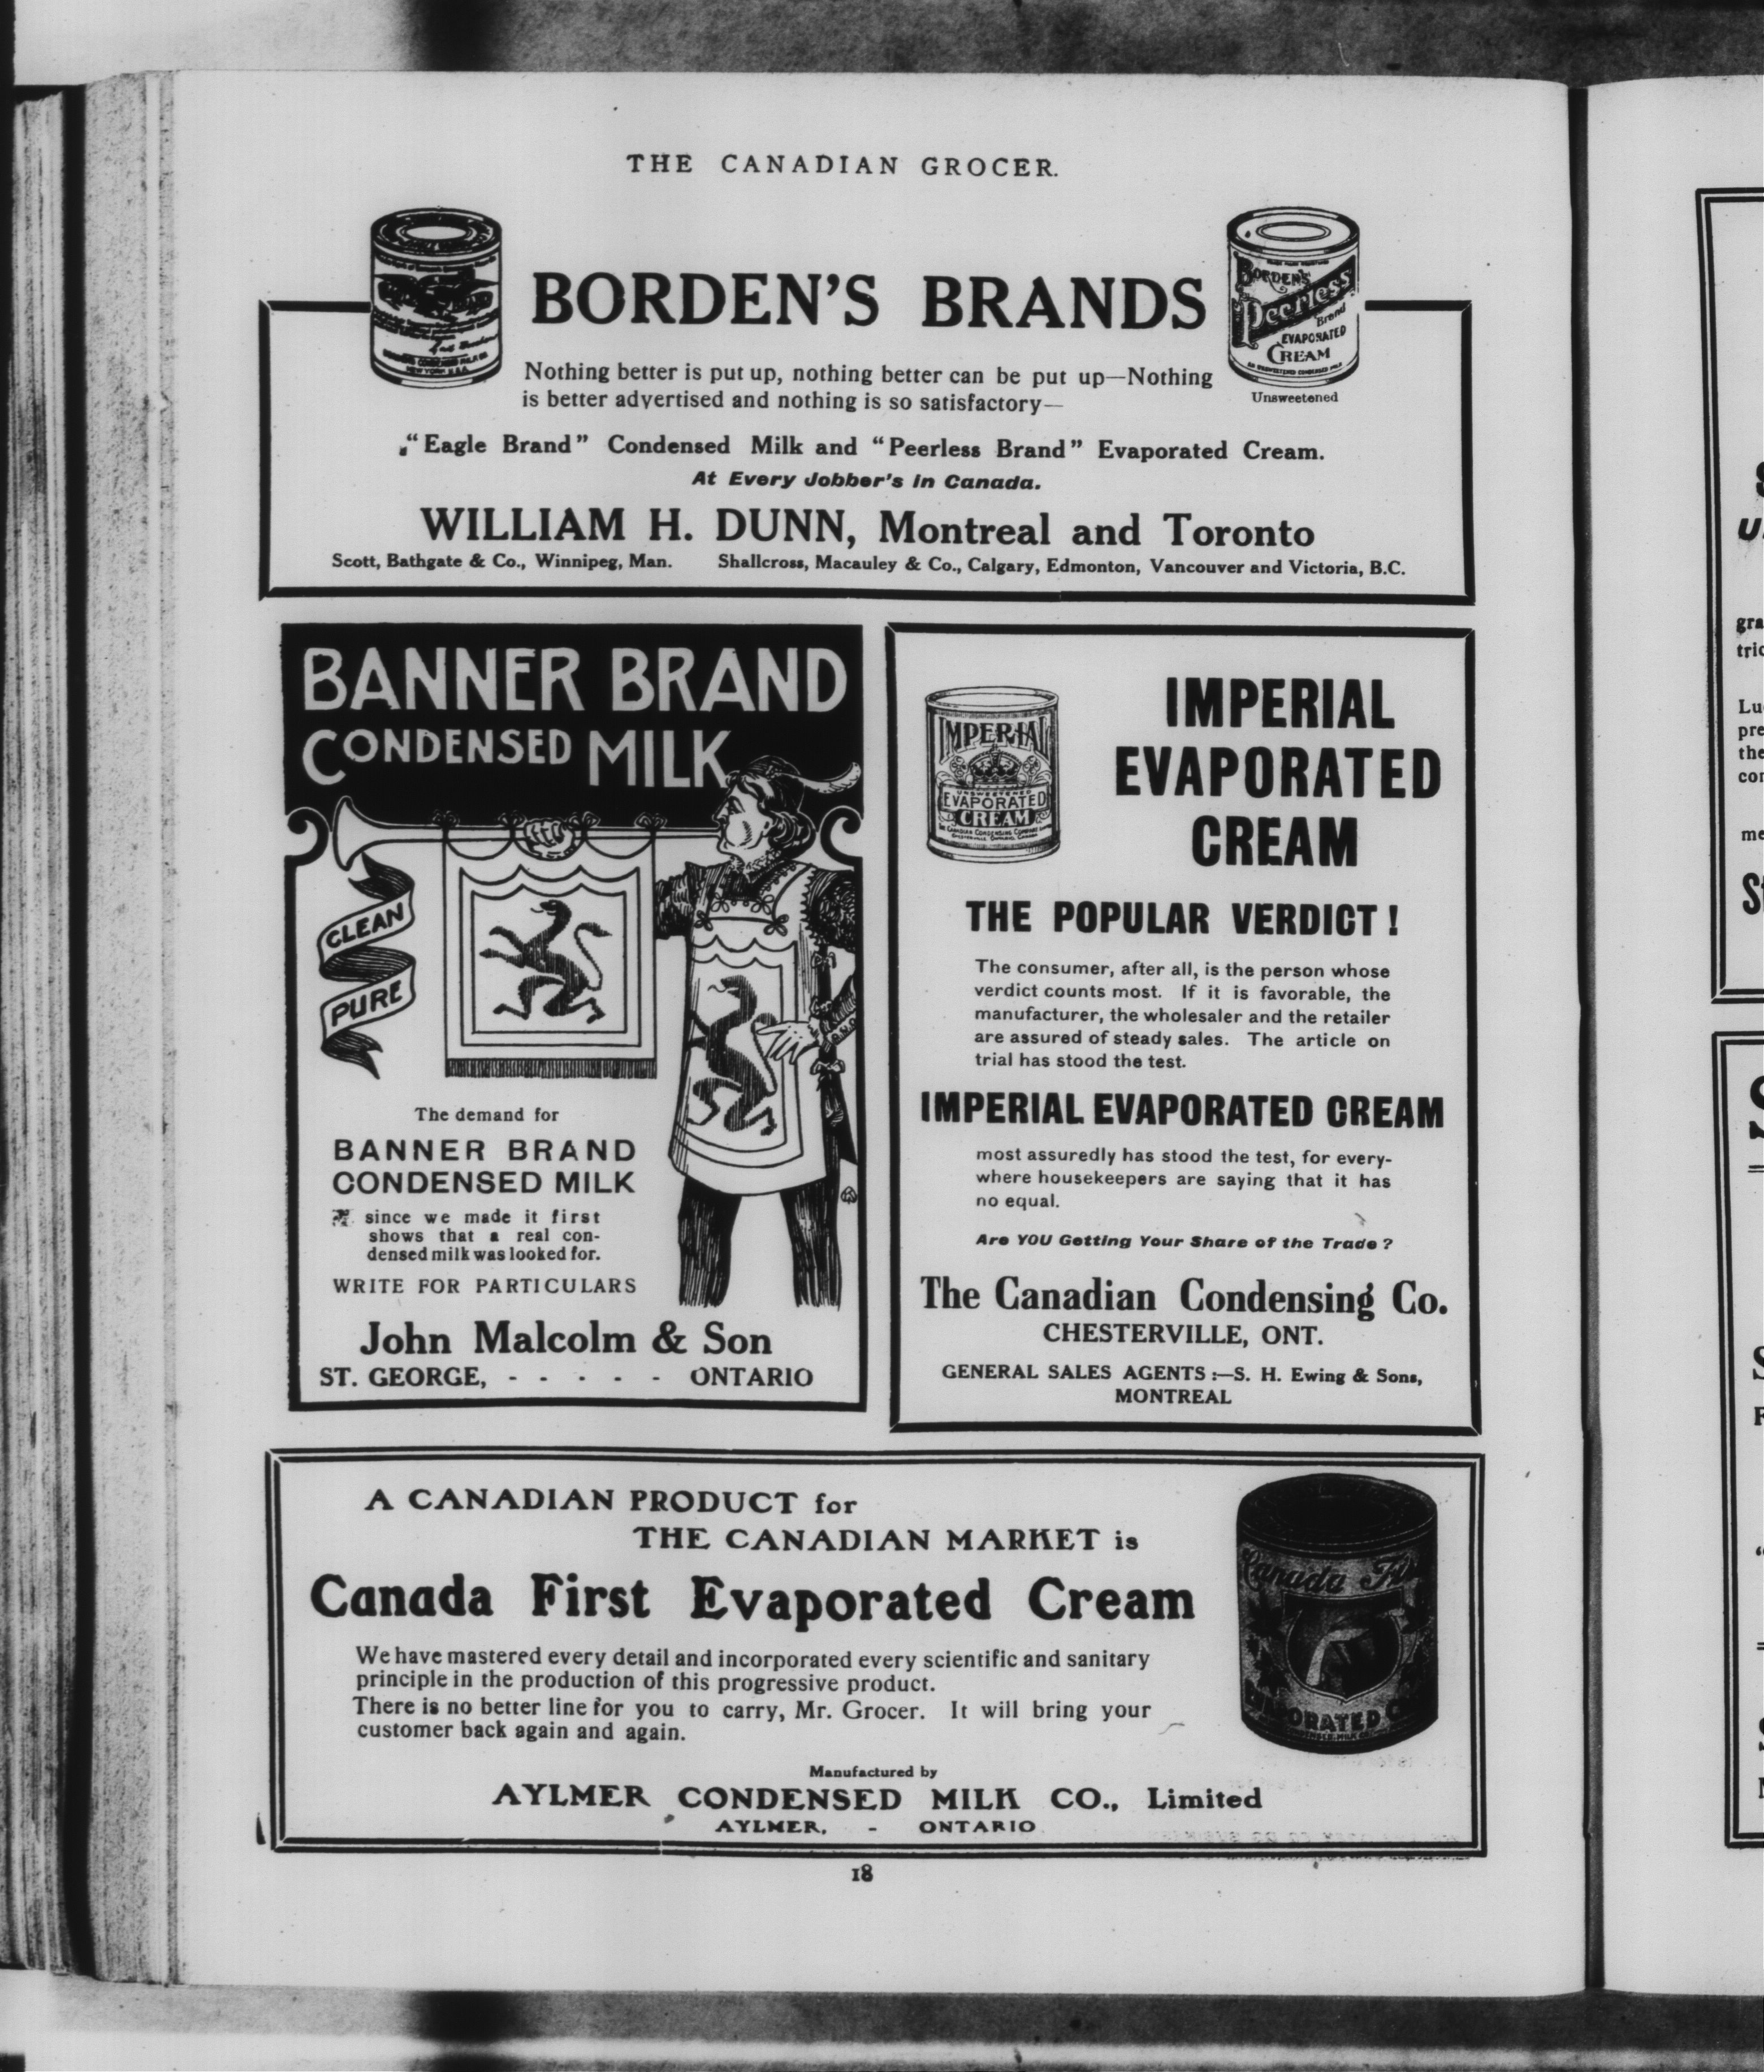 THE CANADIAN GROCER.
BORDEN'S BRANDS
BORDEN'S
Peerless
Brand
EVAPORATED
CREAM
Unsweetened
Nothing better is put up, nothing better can be put up—Nothing
is better advertised and nothing is so satisfactory—
"Eagle Brand" Condensed Milk and "Peerless Brand" Evaporated Cream.
At Every Jobber's in Canada.
WILLIAM H. DUNN, Montreal and Toronto
Scott, Bathgate & Co., Winnipeg, Man. Shallcross, Macauley & Co., Calgary, Edmonton, Vancouver and Victoria, B.C.
BANNER BRAND
CONDENSED MILK
CLEAN
PURE
The demand for
BANNER BRAND
CONDENSED MILK
since we made it first
shows that a real con-
densed milk was looked for.
WRITE FOR PARTICULARS
John Malcolm & Son
ST. GEORGE, - - - - - ONTARIO
IMPERIAL
UNSWEETENED
EVAPORATED
CREAM
IMPERIAL
EVAPORATED
CREAM
THE POPULAR VERDICT!
The consumer, after all, is the person whose
verdict counts most. If it is favorable, the
manufacturer, the wholesaler and the retailer
are assured of steady sales. The article on
trial has stood the test.
IMPERIAL EVAPORATED CREAM
most assuredly has stood the test, for every-
where housekeepers are saying that it has
no equal.
Are YOU Getting Your Share of the Trade?
The Canadian Condensing Co.
CHESTERVILLE, ONT.
GENERAL SALES AGENTS:—S. H. Ewing & Sons,
MONTREAL
A CANADIAN PRODUCT for
THE CANADIAN MARKET is
Canada First Evaporated Cream
We have mastered every detail and incorporated every scientific and sanitary
principle in the production of this progressive product.
There is no better line for you to carry, Mr. Grocer. It will bring your
customer back again and again.
Manufactured by
AYLMER CONDENSED MILK CO., Limited
AYLMER, - ONTARIO
18